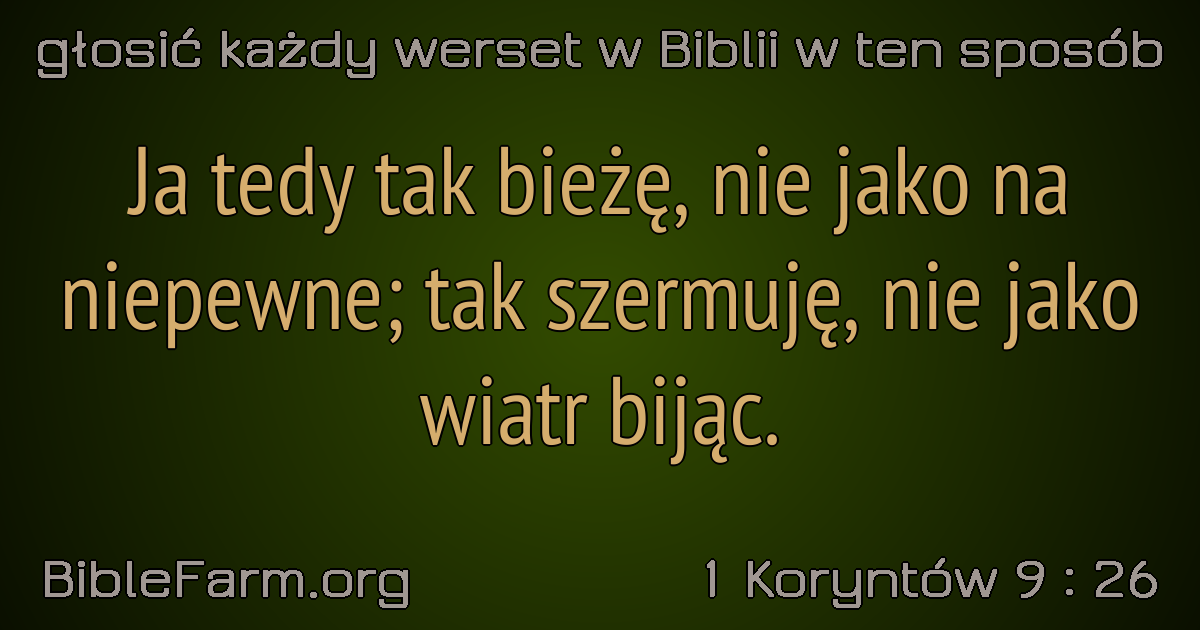 głosić każdy werset w Biblii w ten sposób
Ja tedy tak bieżę, nie jako na
niepewne; tak szermuję, nie jako
wiatr bijąc.
BibleFarm.org
1 Koryntów 9 : 26